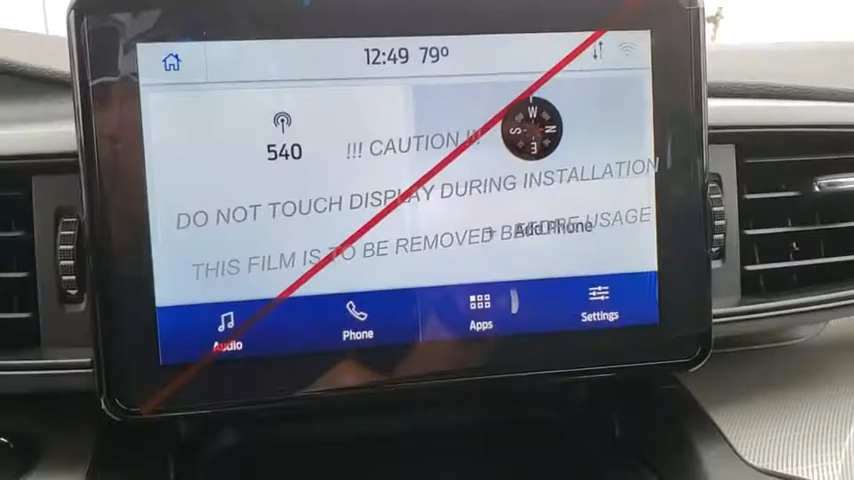 12:49 79°
540
W
S N
E
!!! CAUTION !!!
DO NOT TOUCH DISPLAY DURING INSTALLATION
THIS FILM IS TO BE REMOVED BEFORE USAGE
+ Add Phone
Audio Phone Apps Settings